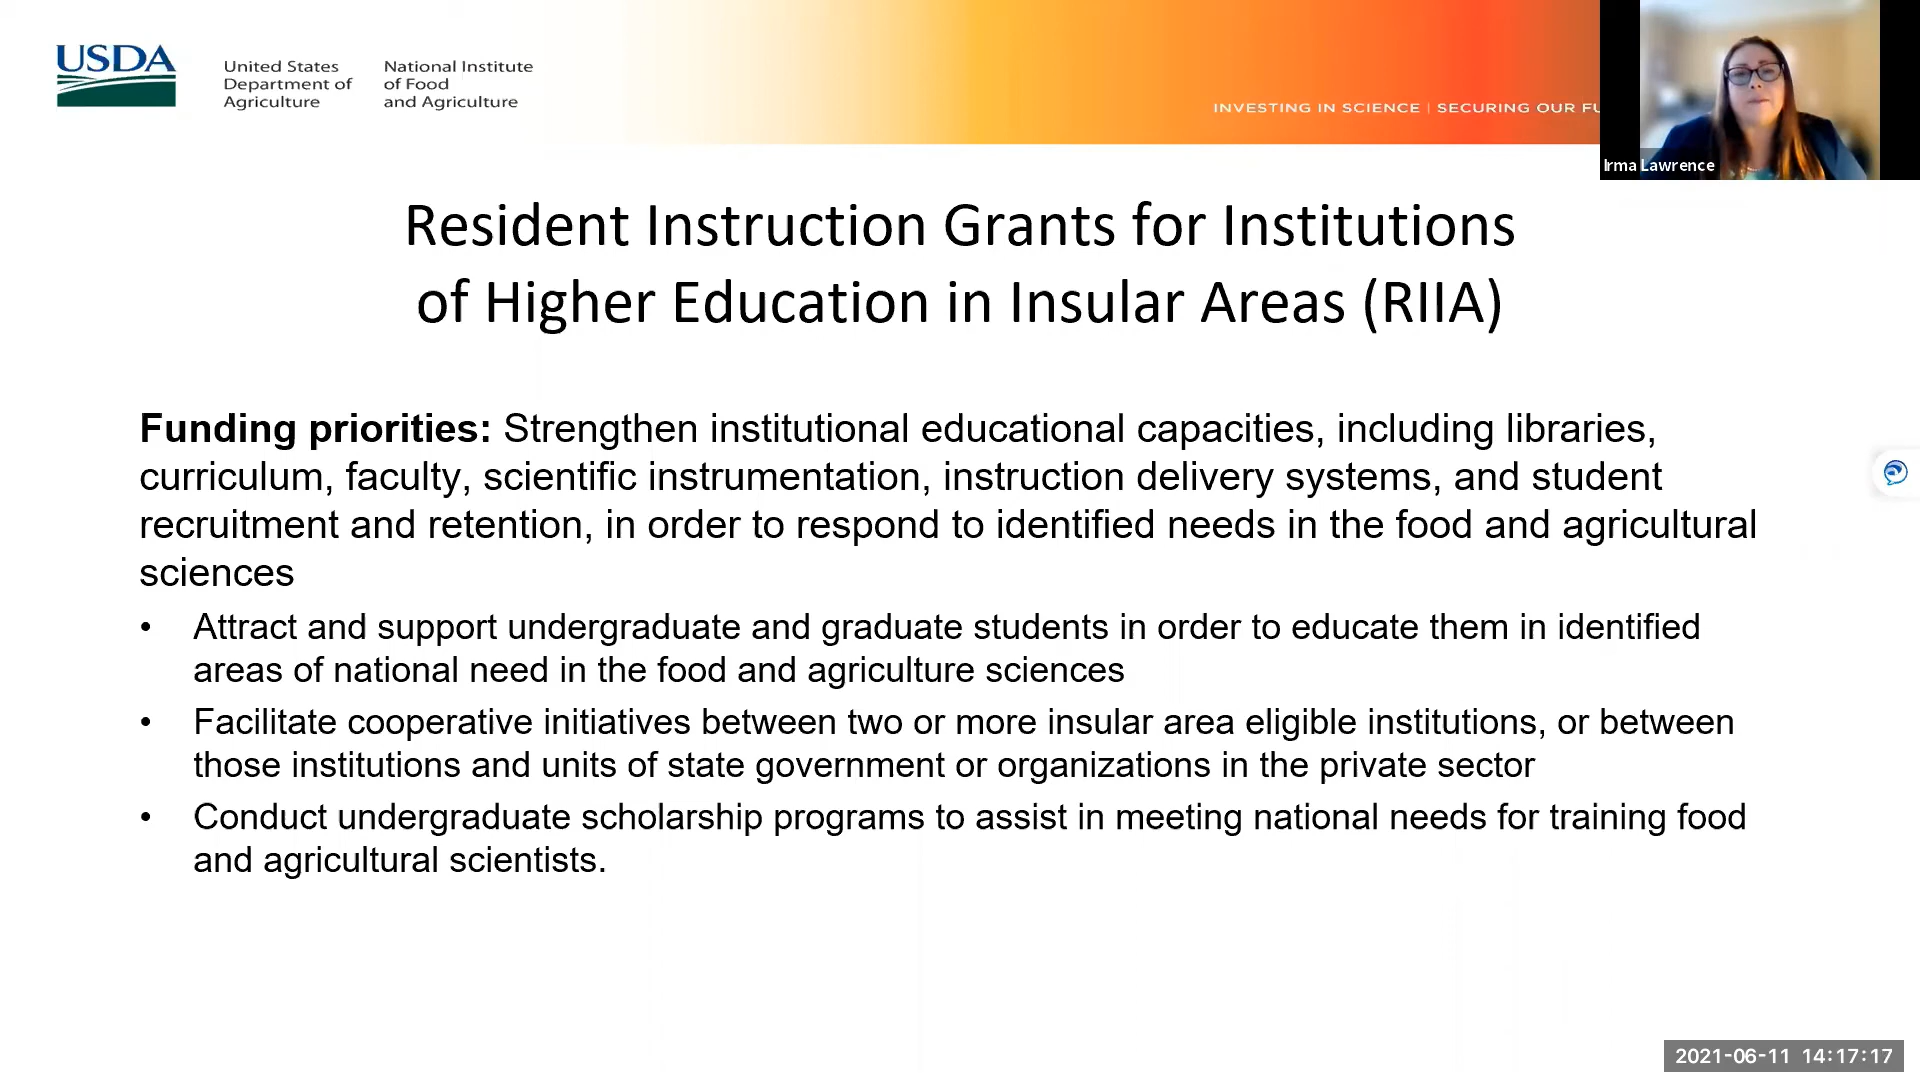 USDA
United States
Department of
Agriculture
National Institute
of Food
and Agriculture
INVESTING IN SCIENCE | SECURING OUR FU
Irma Lawrence
Resident Instruction Grants for Institutions
of Higher Education in Insular Areas (RIIA)
Funding priorities: Strengthen institutional educational capacities, including libraries,
curriculum, faculty, scientific instrumentation, instruction delivery systems, and student
recruitment and retention, in order to respond to identified needs in the food and agricultural
sciences
• Attract and support undergraduate and graduate students in order to educate them in identified
areas of national need in the food and agriculture sciences
• Facilitate cooperative initiatives between two or more insular area eligible institutions, or between
those institutions and units of state government or organizations in the private sector
• Conduct undergraduate scholarship programs to assist in meeting national needs for training food
and agricultural scientists.
2021-06-11 14:17:17